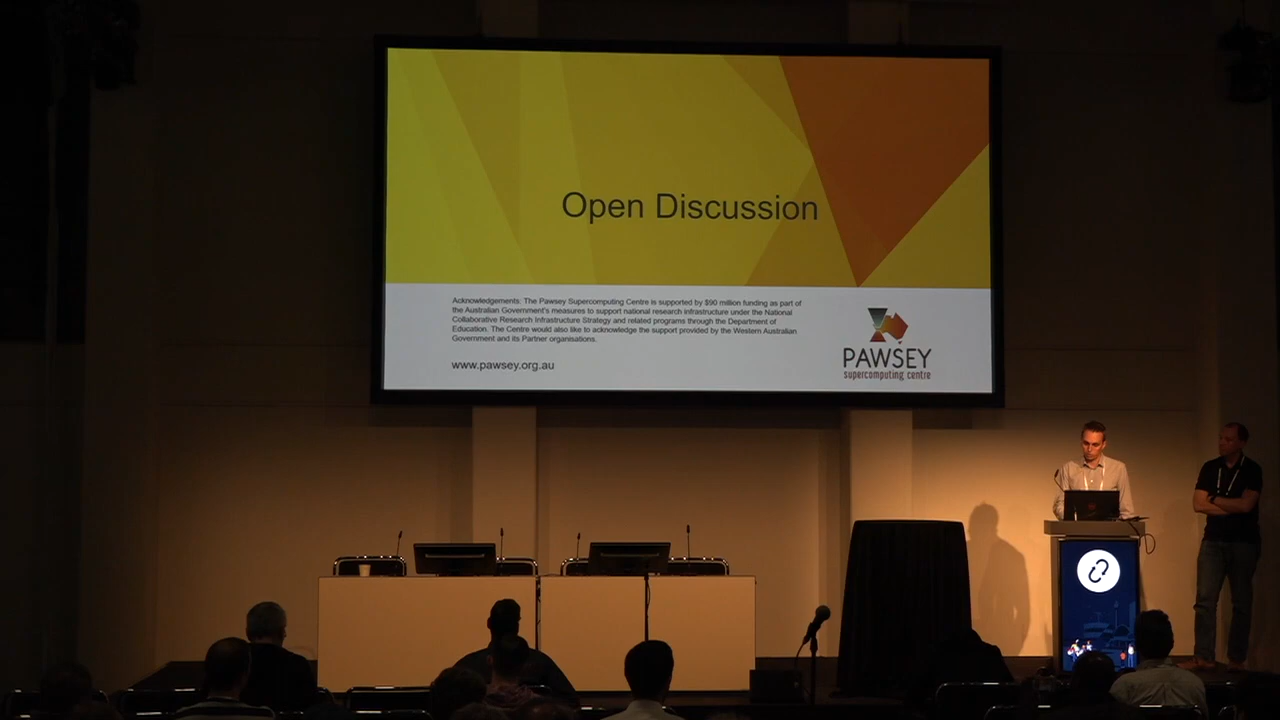 Open Discussion
Acknowledgements. The Pawsey Supercomputing Centre is supported by $90 million funding as part of
the Australian Government's measures to support national research infrastructure under the National
Collaborative Research Infrastructure Strategy and related programs through the Department of
Education. The Centre would also like to acknowledge the support provided by the Western Australian
Government and its Partner organisations.
www.pawsey.org.au
PAWSEY
supercomputing centre